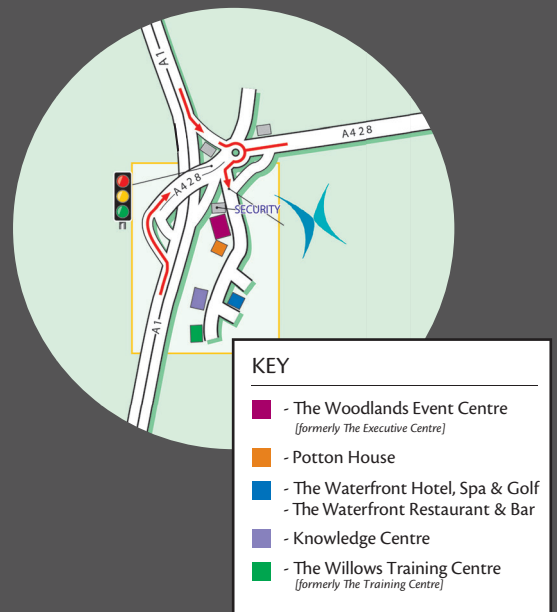 A1
A428
A428
SECURITY
A1
KEY
- The Woodlands Event Centre
[formerly The Executive Centre]
- Potton House
- The Waterfront Hotel, Spa & Golf
- The Waterfront Restaurant & Bar
- Knowledge Centre
- The Willows Training Centre
[formerly The Training Centre]